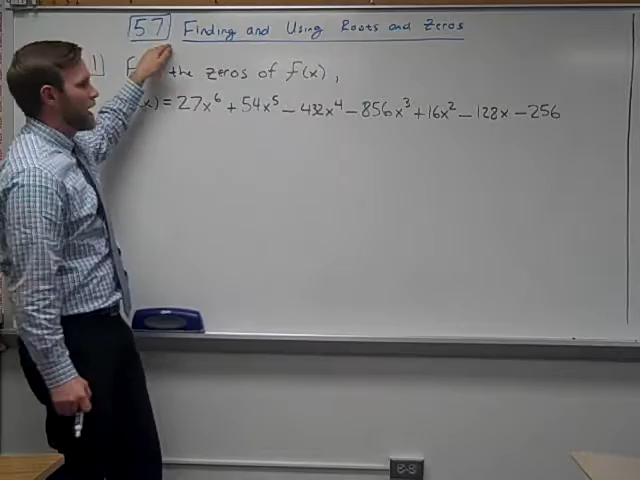 57 Finding and Using Roots and Zeros
1] the zeros of f(x),
x) = 27x⁶ + 54x⁵ - 432x⁴ - 856x³ + 16x² - 128x - 256